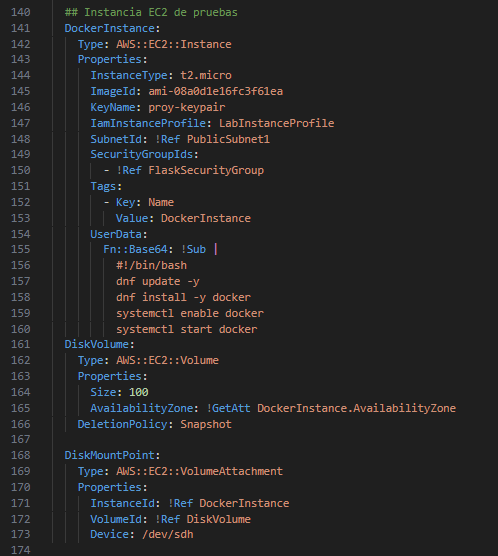 140 ## Instancia EC2 de pruebas
141 DockerInstance:
142   Type: AWS::EC2::Instance
143   Properties:
144     InstanceType: t2.micro
145     ImageId: ami-08a0d1e16fc3f61ea
146     KeyName: proy-keypair
147     IamInstanceProfile: LabInstanceProfile
148     SubnetId: !Ref PublicSubnet1
149     SecurityGroupIds:
150       - !Ref FlaskSecurityGroup
151     Tags:
152       - Key: Name
153         Value: DockerInstance
154     UserData:
155       Fn::Base64: !Sub |
156         #!/bin/bash
157         dnf update -y
158         dnf install -y docker
159         systemctl enable docker
160         systemctl start docker
161 DiskVolume:
162   Type: AWS::EC2::Volume
163   Properties:
164     Size: 100
165     AvailabilityZone: !GetAtt DockerInstance.AvailabilityZone
166   DeletionPolicy: Snapshot
167
168 DiskMountPoint:
169   Type: AWS::EC2::VolumeAttachment
170   Properties:
171     InstanceId: !Ref DockerInstance
172     VolumeId: !Ref DiskVolume
173     Device: /dev/sdh
174